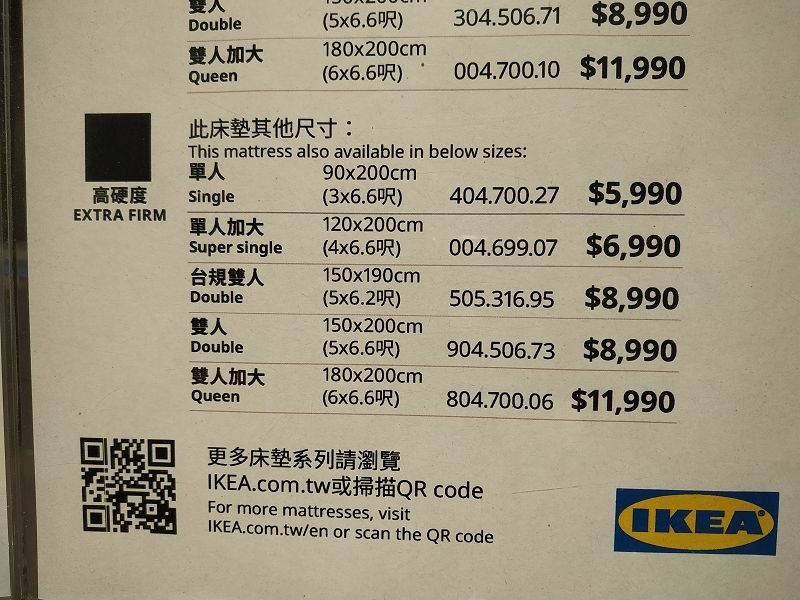 雙人
Double (5x6.6呎) 304.506.71 $8,990
雙人加大 180x200cm
Queen (6x6.6呎) 004.700.10 $11,990
此床墊其他尺寸：
This mattress also available in below sizes:
單人 90x200cm
Single (3x6.6呎) 404.700.27 $5,990
高硬度
EXTRA FIRM
單人加大 120x200cm
Super single (4x6.6呎) 004.699.07 $6,990
台規雙人 150x190cm
Double (5x6.2呎) 505.316.95 $8,990
雙人 150x200cm
Double (5x6.6呎) 904.506.73 $8,990
雙人加大 180x200cm
Queen (6x6.6呎) 804.700.06 $11,990
更多床墊系列請瀏覽
IKEA.com.tw或掃描QR code
For more mattresses, visit
IKEA.com.tw/en or scan the QR code
IKEA